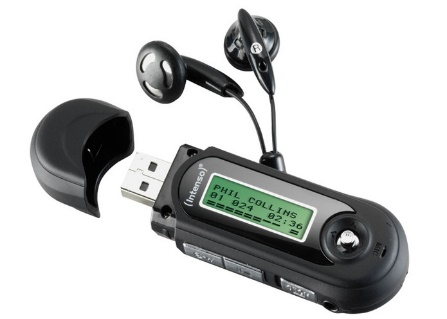 (intenso)®
PHIL COLLINS
01 024 02:36
R